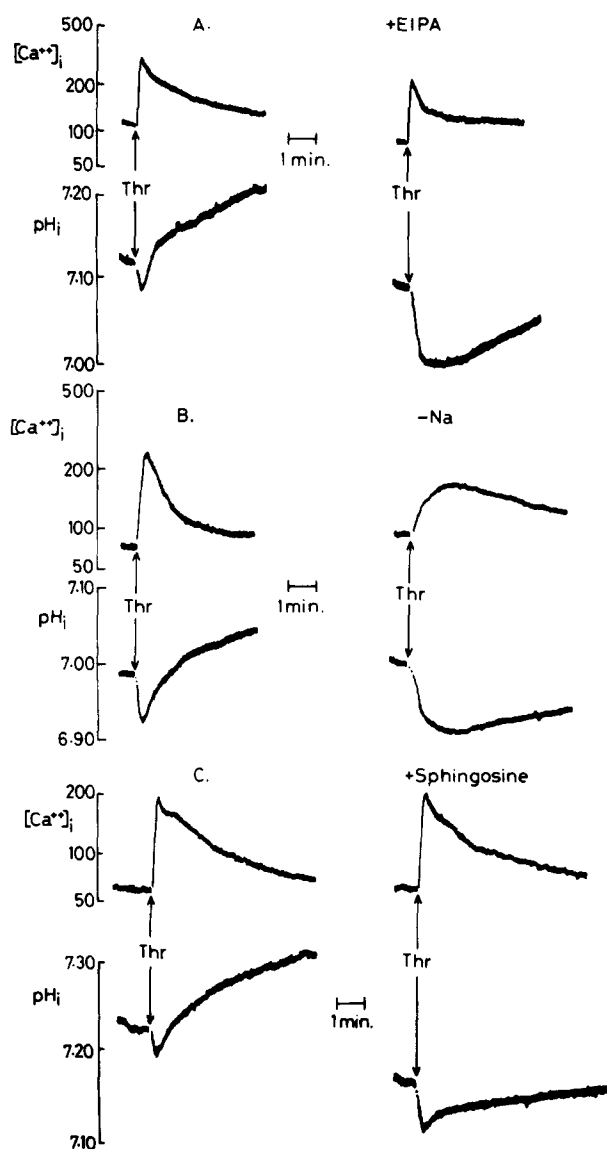 A. +EIPA
500
[Ca⁺⁺]ᵢ
200
100
50
1 min.
Thr Thr
7·20
pHᵢ
7·10
7·00
500
[Ca⁺⁺]ᵢ
B. -Na
200
100
50
1 min.
Thr Thr
7·10
pHᵢ
7·00
6·90
C. +Sphingosine
200
[Ca⁺⁺]ᵢ
100
50
Thr Thr
7·30
pHᵢ
1 min.
7·20
7·10